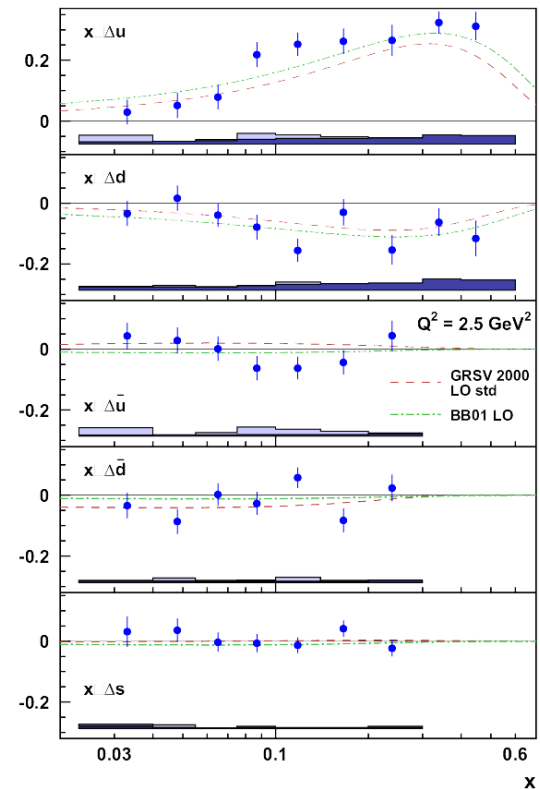 x Δu
0.2
0
x Δd
0
-0.2
Q² = 2.5 GeV²
0
GRSV 2000
LO std
BB01 LO
x Δū
-0.2
x Δd̄
0
-0.2
0
x Δs
-0.2
0.03 0.1 0.6
x